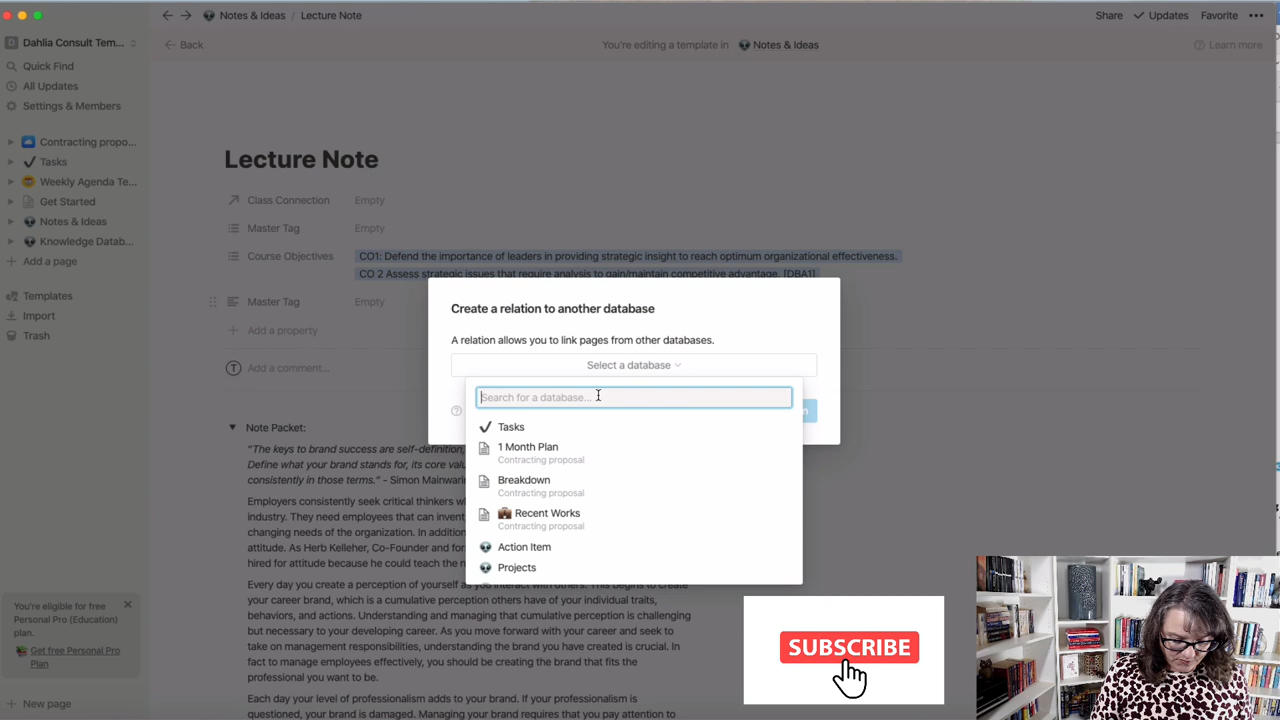 Notes & Ideas / Lecture Note
Share
Updates
Favorite
Dahlia Consult Tem...
Back
You're editing a template in
Notes & Ideas
Learn more
Quick Find
All Updates
Settings & Members
Contracting propo...
Tasks
Weekly Agenda Te...
Get Started
Notes & Ideas
Knowledge Datab...
Add a page
Templates
Import
Trash
Lecture Note
Class Connection
Empty
Master Tag
Empty
Course Objectives
CO1: Defend the importance of leaders in providing strategic insight to reach optimum organizational effectiveness.
CO 2 Assess strategic issues that require analysis to gain/maintain competitive advantage. [DBA1]
Master Tag
Empty
Add a property
Add a comment...
Create a relation to another database
A relation allows you to link pages from other databases.
Select a database
Search for a database...
Tasks
1 Month Plan
Contracting proposal
Breakdown
Contracting proposal
Recent Works
Contracting proposal
Action Item
Projects
Note Packet:
"The keys to brand success are self-definition,
Define what your brand stands for, its core valu
consistently in those terms." - Simon Mainwarin
Employers consistently seek critical thinkers w
industry. They need employees that can invent
changing needs of the organization. In addition
attitude. As Herb Kelleher, Co-Founder and for
hired for attitude because he could teach the r
Every day you create a perception of yourself as you interact with others. This begins to create
your career brand, which is a cumulative perception others have of your individual traits,
behaviors, and actions. Understanding and managing that cumulative perception is challenging
but necessary to your developing career. As you move forward with your career and seek to
take on management responsibilities, understanding the brand you have created is crucial. In
fact to manage employees effectively, you should be creating the brand that fits the
professional you want to be.
Each day your level of professionalism adds to your brand. If your professionalism is
questioned, your brand is damaged. Managing your brand requires that you pay attention to
You're eligible for free
Personal Pro (Education)
plan.
Get free Personal Pro
Plan
New page
SUBSCRIBE